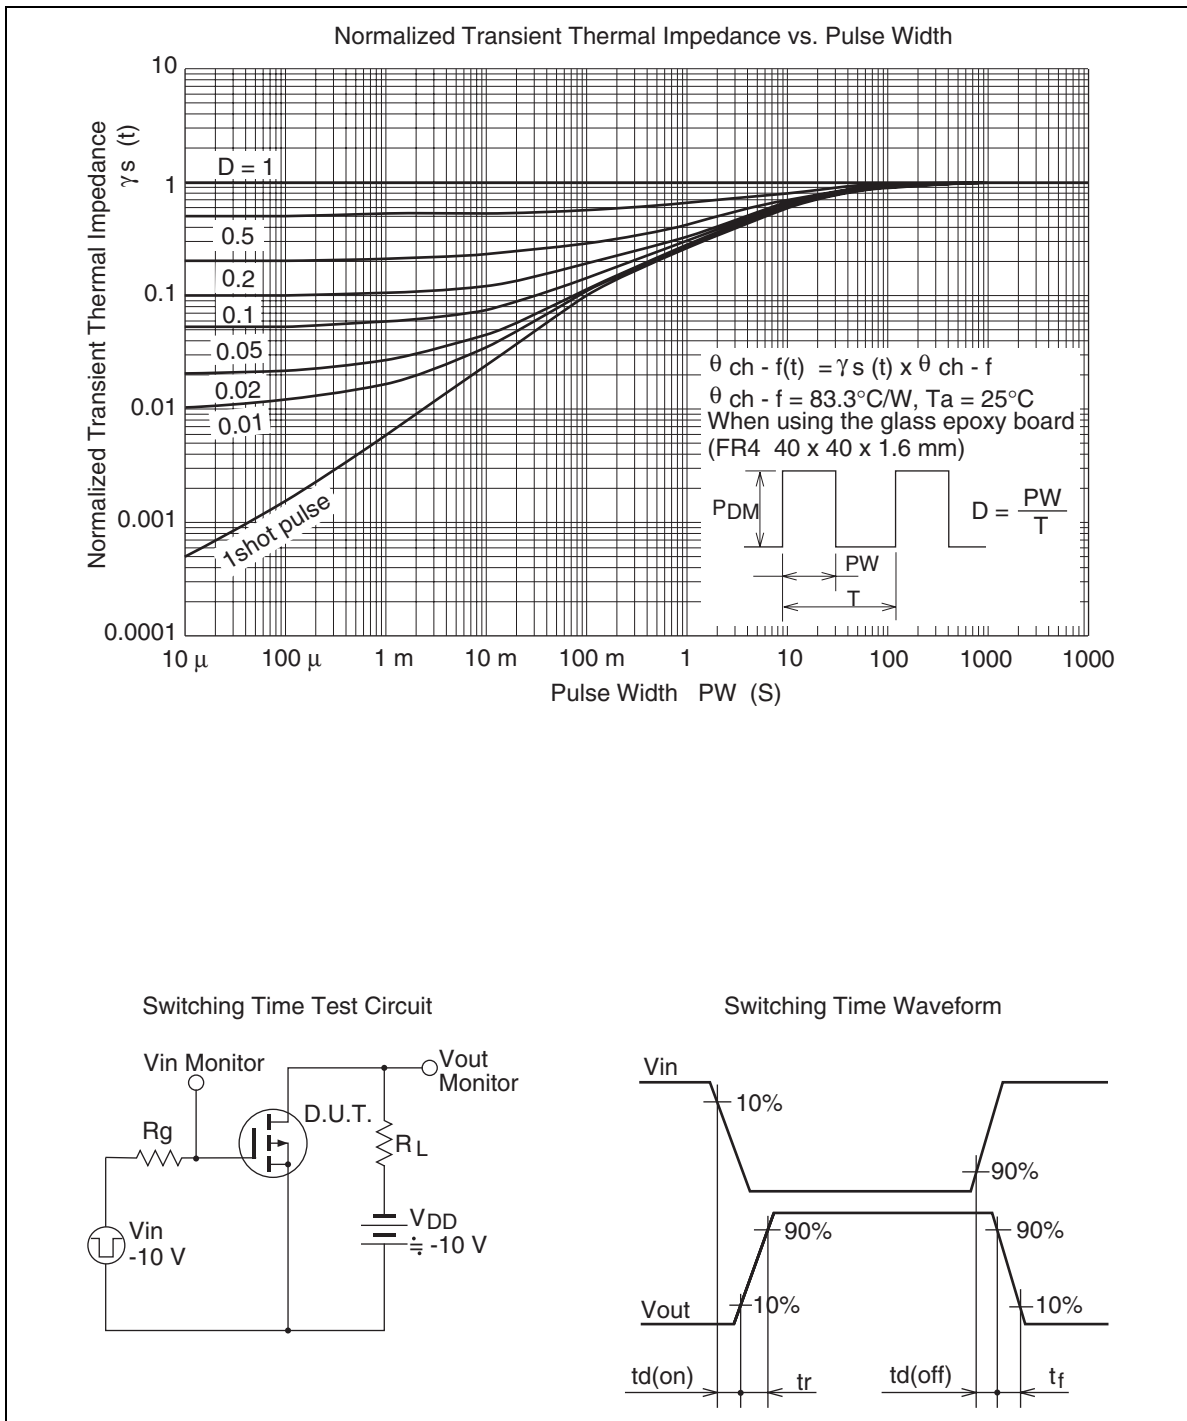 Normalized Transient Thermal Impedance vs. Pulse Width
Normalized Transient Thermal Impedance
γ s (t)
10
1
0.1
0.01
0.001
0.0001
D = 1
0.5
0.2
0.1
0.05
0.02
0.01
1shot pulse
θ ch - f(t) = γ s (t) x θ ch - f
θ ch - f = 83.3°C/W, Ta = 25°C
When using the glass epoxy board
(FR4 40 x 40 x 1.6 mm)
PDM
PW
T
D = PW
T
10 μ 100 μ 1 m 10 m 100 m 1 10 100 1000 1000
Pulse Width PW (S)
Switching Time Test Circuit
Vin Monitor
Vout
Monitor
D.U.T.
Rg
RL
Vin
-10 V
VDD
≒ -10 V
Switching Time Waveform
Vin
10%
90%
90%
90%
Vout
10%
10%
td(on)
tr
td(off)
tf